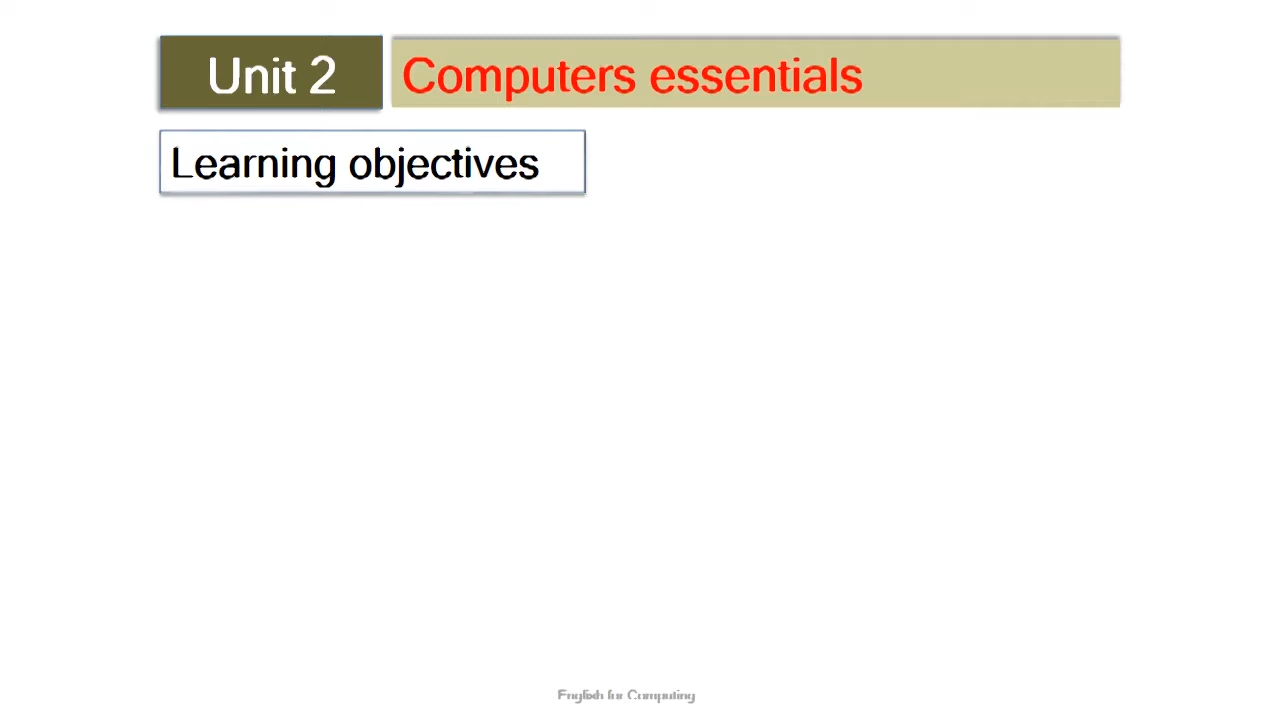 Unit 2
Computers essentials
Learning objectives
English for Computing